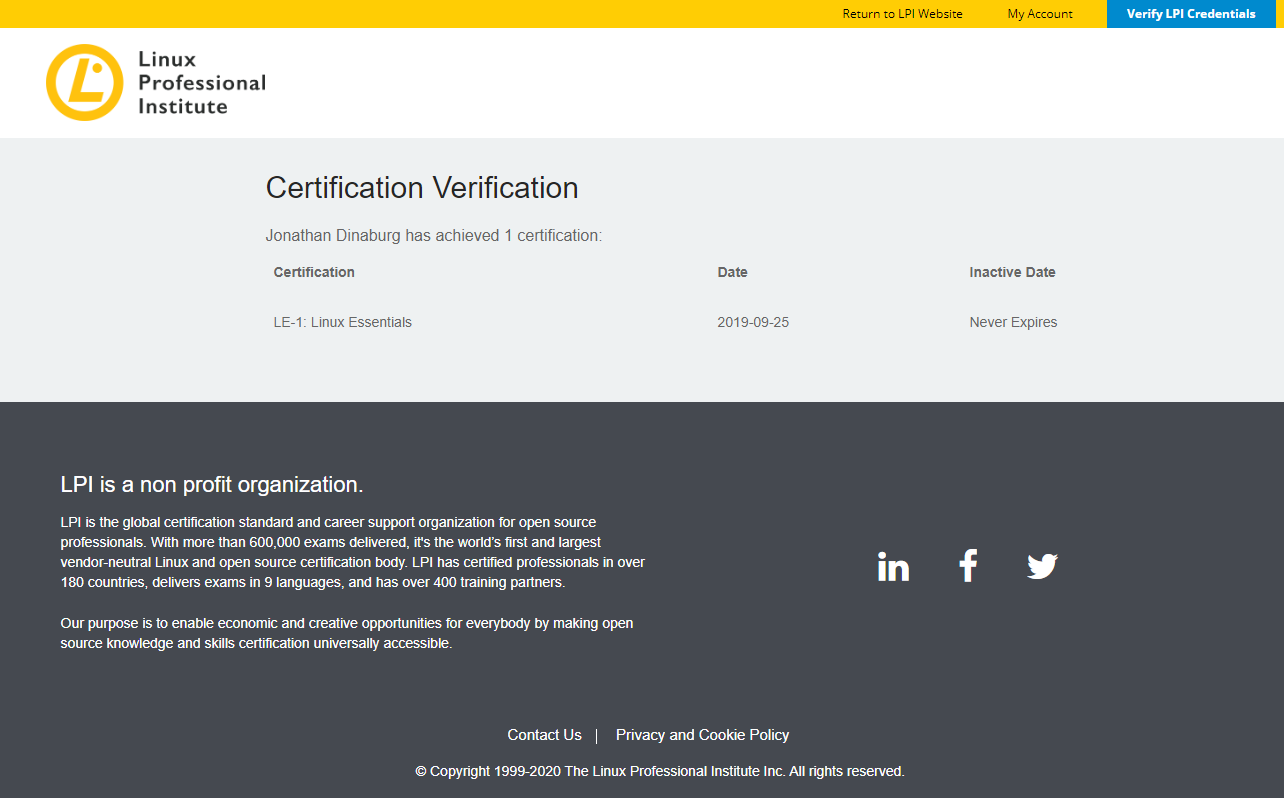 Return to LPI Website My Account Verify LPI Credentials
Linux
Professional
Institute
Certification Verification
Jonathan Dinaburg has achieved 1 certification:
Certification Date Inactive Date
LE-1: Linux Essentials 2019-09-25 Never Expires
LPI is a non profit organization.
LPI is the global certification standard and career support organization for open source
professionals. With more than 600,000 exams delivered, it's the world’s first and largest
vendor-neutral Linux and open source certification body. LPI has certified professionals in over
180 countries, delivers exams in 9 languages, and has over 400 training partners.
Our purpose is to enable economic and creative opportunities for everybody by making open
source knowledge and skills certification universally accessible.
Contact Us | Privacy and Cookie Policy
© Copyright 1999-2020 The Linux Professional Institute Inc. All rights reserved.